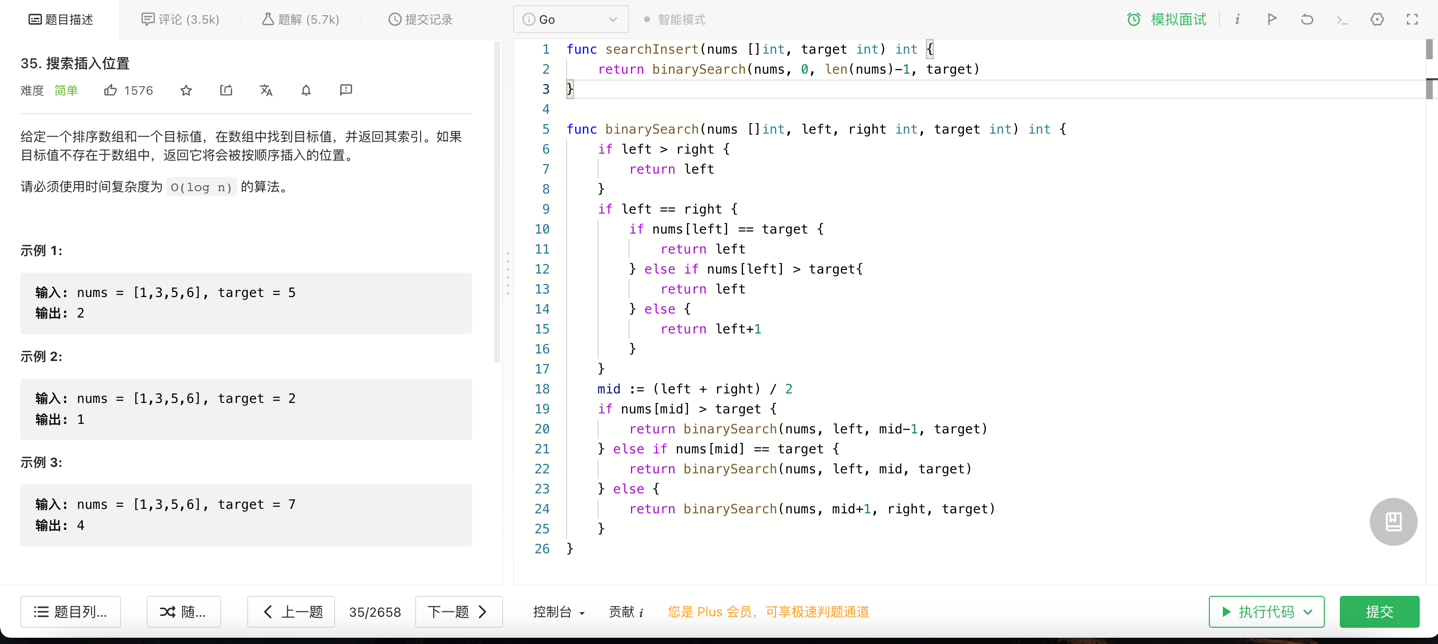 题目描述 评论 (3.5k) 题解 (5.7k) 提交记录
35. 搜索插入位置
难度 简单 1576
给定一个排序数组和一个目标值，在数组中找到目标值，并返回其索引。如果
目标值不存在于数组中，返回它将会被按顺序插入的位置。
请必须使用时间复杂度为 O(log n) 的算法。
示例 1:
输入: nums = [1,3,5,6], target = 5
输出: 2
示例 2:
输入: nums = [1,3,5,6], target = 2
输出: 1
示例 3:
输入: nums = [1,3,5,6], target = 7
输出: 4
题目列... 随... 上一题 35/2658 下一题
i Go 智能模式 模拟面试 i
1 func searchInsert(nums []int, target int) int {
2     return binarySearch(nums, 0, len(nums)-1, target)
3 }
4
5 func binarySearch(nums []int, left, right int, target int) int {
6     if left > right {
7         return left
8     }
9     if left == right {
10         if nums[left] == target {
11             return left
12         } else if nums[left] > target{
13             return left
14         } else {
15             return left+1
16         }
17     }
18     mid := (left + right) / 2
19     if nums[mid] > target {
20         return binarySearch(nums, left, mid-1, target)
21     } else if nums[mid] == target {
22         return binarySearch(nums, left, mid, target)
23     } else {
24         return binarySearch(nums, mid+1, right, target)
25     }
26 }
控制台 贡献 i 您是 Plus 会员，可享极速判题通道 执行代码 提交